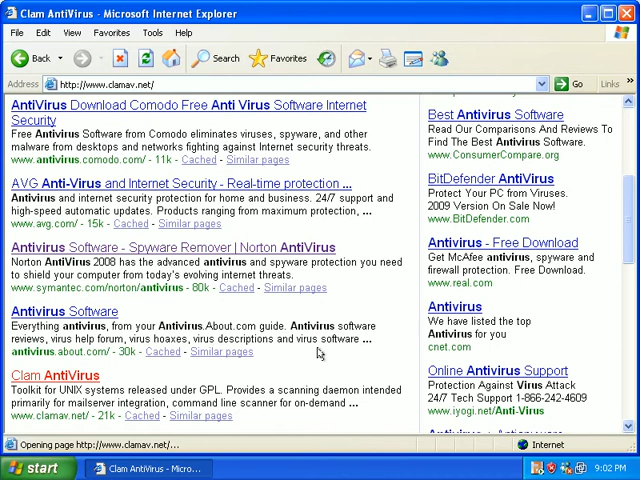 Clam AntiVirus - Microsoft Internet Explorer
File Edit View Favorites Tools Help
Back Search Favorites
Address http://www.clamav.net/ Go Links »
AntiVirus Download Comodo Free Anti Virus Software Internet
Security
Free Antivirus Software from Comodo eliminates viruses, spyware, and other
malware from desktops and networks fighting against Internet security threats.
www.antivirus.comodo.com/ - 11k - Cached - Similar pages
AVG Anti-Virus and Internet Security - Real-time protection ...
Antivirus and internet security protection for home and business. 24/7 support and
high-speed automatic updates. Products ranging from maximum protection, ...
www.avg.com/ - 15k - Cached - Similar pages
Antivirus Software - Spyware Remover | Norton AntiVirus
Norton AntiVirus 2008 has the advanced antivirus and spyware protection you need
to shield your computer from today's evolving internet threats.
www.symantec.com/norton/antivirus - 80k - Cached - Similar pages
Antivirus Software
Everything antivirus, from your Antivirus.About.com guide. Antivirus software
reviews, virus help forum, virus hoaxes, virus descriptions and virus software ...
antivirus.about.com/ - 30k - Cached - Similar pages
Clam AntiVirus
Toolkit for UNIX systems released under GPL. Provides a scanning daemon intended
primarily for mailserver integration, command line scanner for on-demand ...
www.clamav.net/ - 21k - Cached - Similar pages
Best Antivirus Software
Read Our Comparisons And Reviews To
Find The Best Antivirus Software.
www.ConsumerCompare.org
BitDefender AntiVirus
Protect Your PC from Viruses.
2009 Version On Sale Now!
www.BitDefender.com
Antivirus - Free Download
Get McAfee antivirus, spyware and
firewall protection. Free Download.
www.real.com
Antivirus
We have listed the top
Antivirus for you
cnet.com
Online Antivirus Support
Protection Against Virus Attack
24/7 Tech Support 1-866-242-4609
www.iyogi.net/Anti-Virus
Opening page http://www.clamav.net/... Internet
start Clam AntiVirus - Micro... 9:02 PM